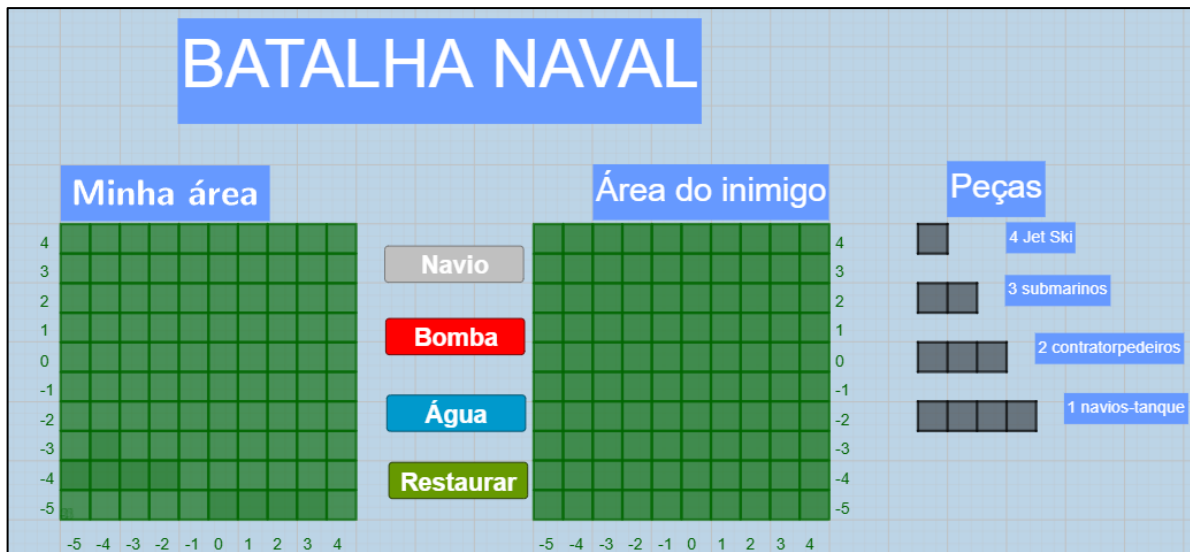 BATALHA NAVAL
Minha área
Área do inimigo
Peças
4
3
2
1
0
-1
-2
-3
-4
-5
-5 -4 -3 -2 -1 0 1 2 3 4
Navio
Bomba
Água
Restaurar
4
3
2
1
0
-1
-2
-3
-4
-5
-5 -4 -3 -2 -1 0 1 2 3 4
4 Jet Ski
3 submarinos
2 contratorpedeiros
1 navios-tanque